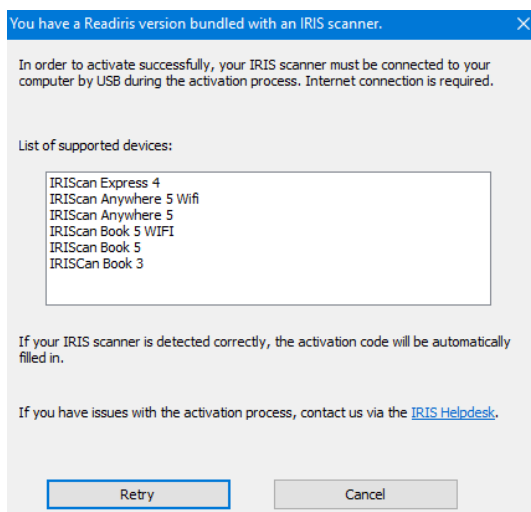 You have a Readiris version bundled with an IRIS scanner.
In order to activate successfully, your IRIS scanner must be connected to your
computer by USB during the activation process. Internet connection is required.
List of supported devices:
IRIScan Express 4
IRIScan Anywhere 5 Wifi
IRIScan Anywhere 5
IRIScan Book 5 WIFI
IRIScan Book 5
IRISCan Book 3
If your IRIS scanner is detected correctly, the activation code will be automatically
filled in.
If you have issues with the activation process, contact us via the IRIS Helpdesk.
Retry Cancel